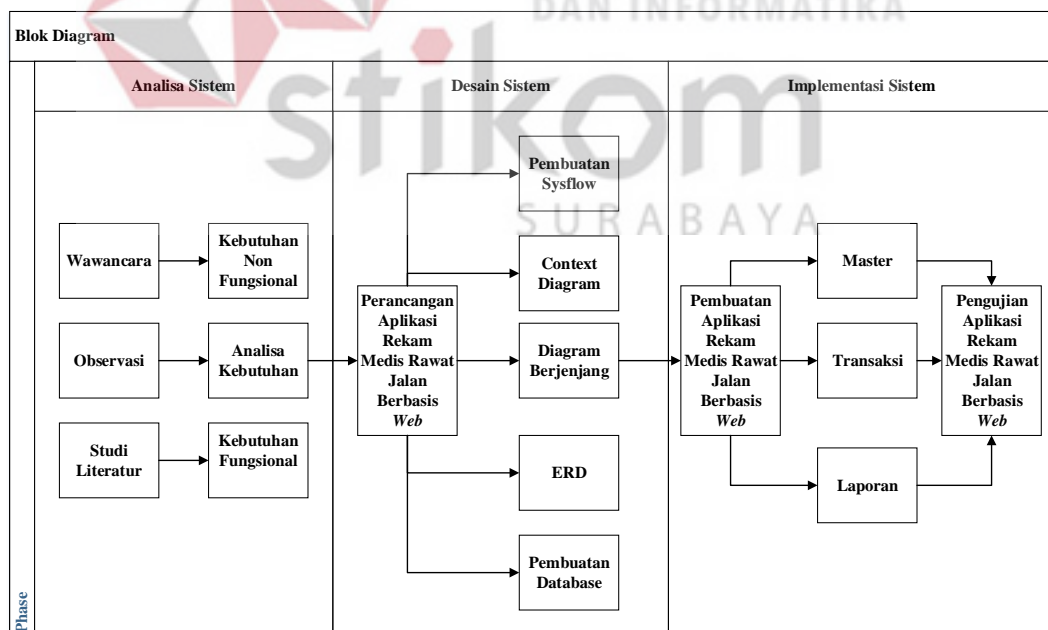 DAN INFORMATIKA
Blok Diagram
Analisa Sistem
Desain Sistem
Implementasi Sistem
stikom
SURABAYA
Wawancara
Kebutuhan
Non
Fungsional
Observasi
Analisa
Kebutuhan
Studi
Literatur
Kebutuhan
Fungsional
Perancangan
Aplikasi
Rekam
Medis Rawat
Jalan
Berbasis
Web
Pembuatan
Sysflow
Context
Diagram
Diagram
Berjenjang
ERD
Pembuatan
Database
Pembuatan
Aplikasi
Rekam
Medis Rawat
Jalan
Berbasis
Web
Master
Transaksi
Laporan
Pengujian
Aplikasi
Rekam
Medis Rawat
Jalan
Berbasis
Web
Phase